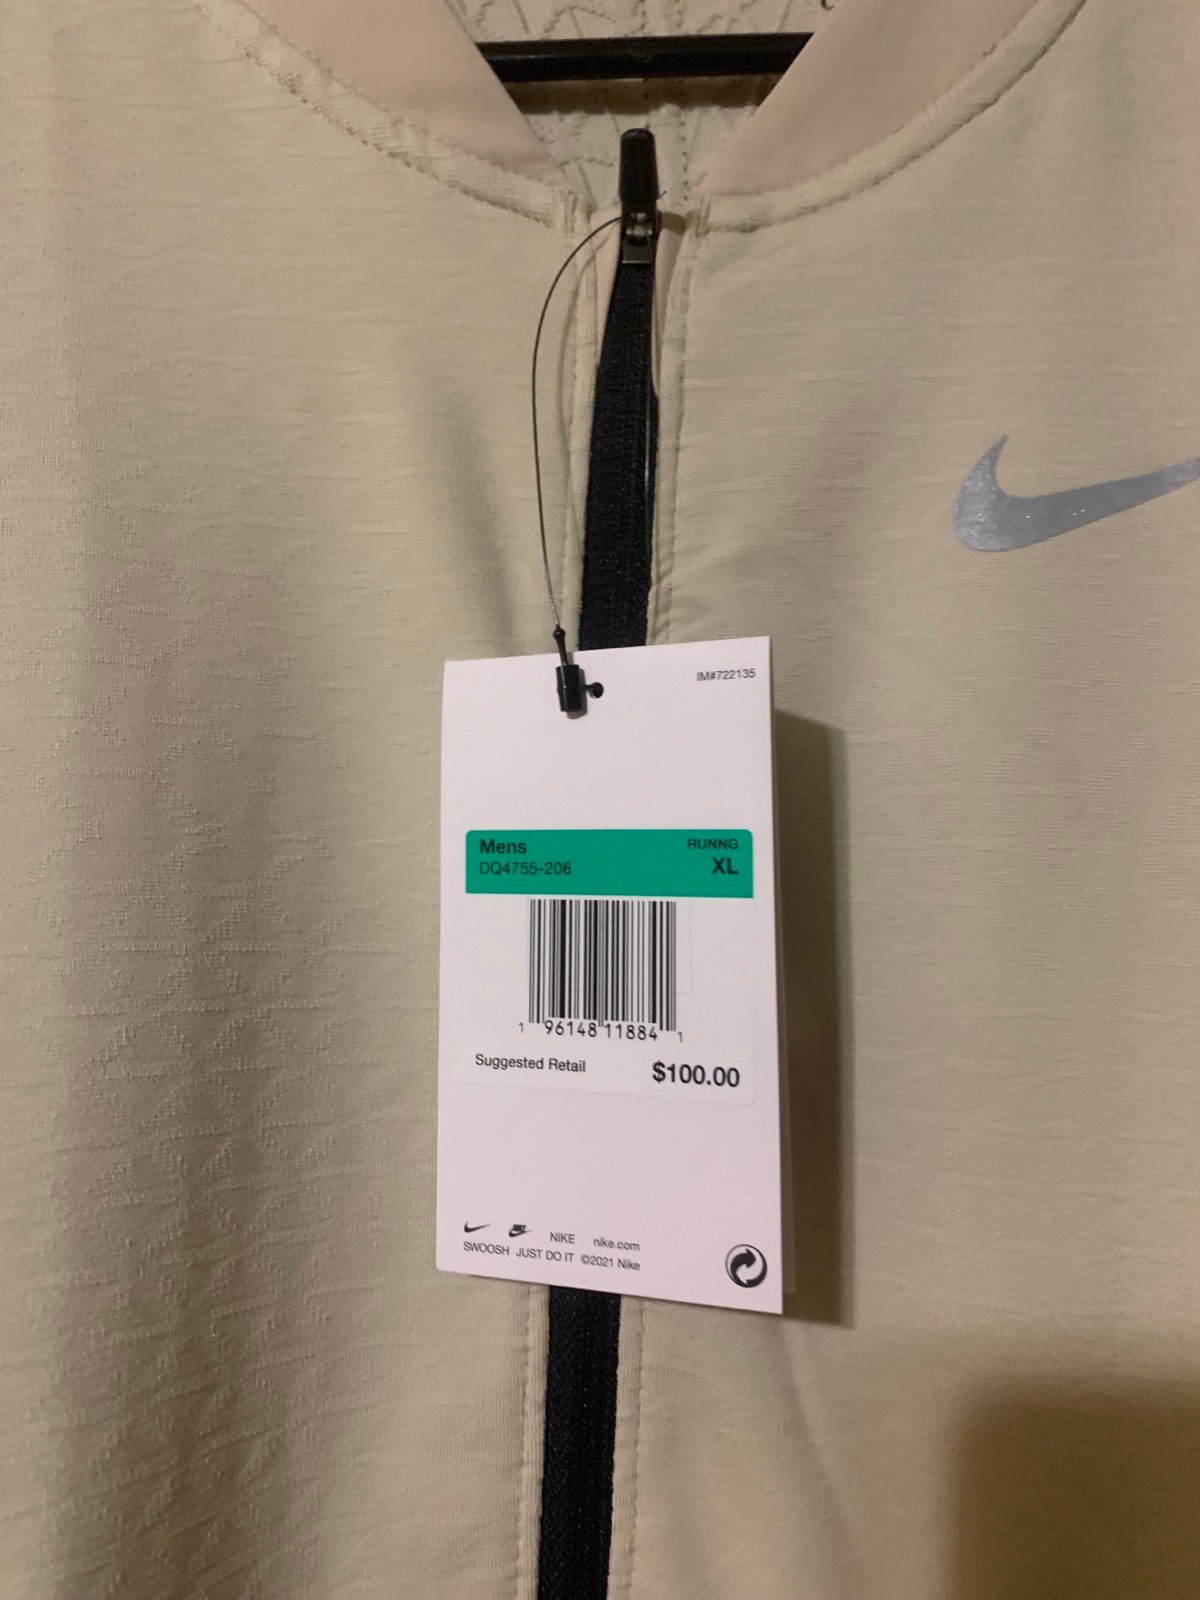 IM#722135
Mens RUNNG
DQ4755-206 XL
1 96148 11884 1
Suggested Retail $100.00
NIKE nike.com
SWOOSH JUST DO IT ©2021 Nike